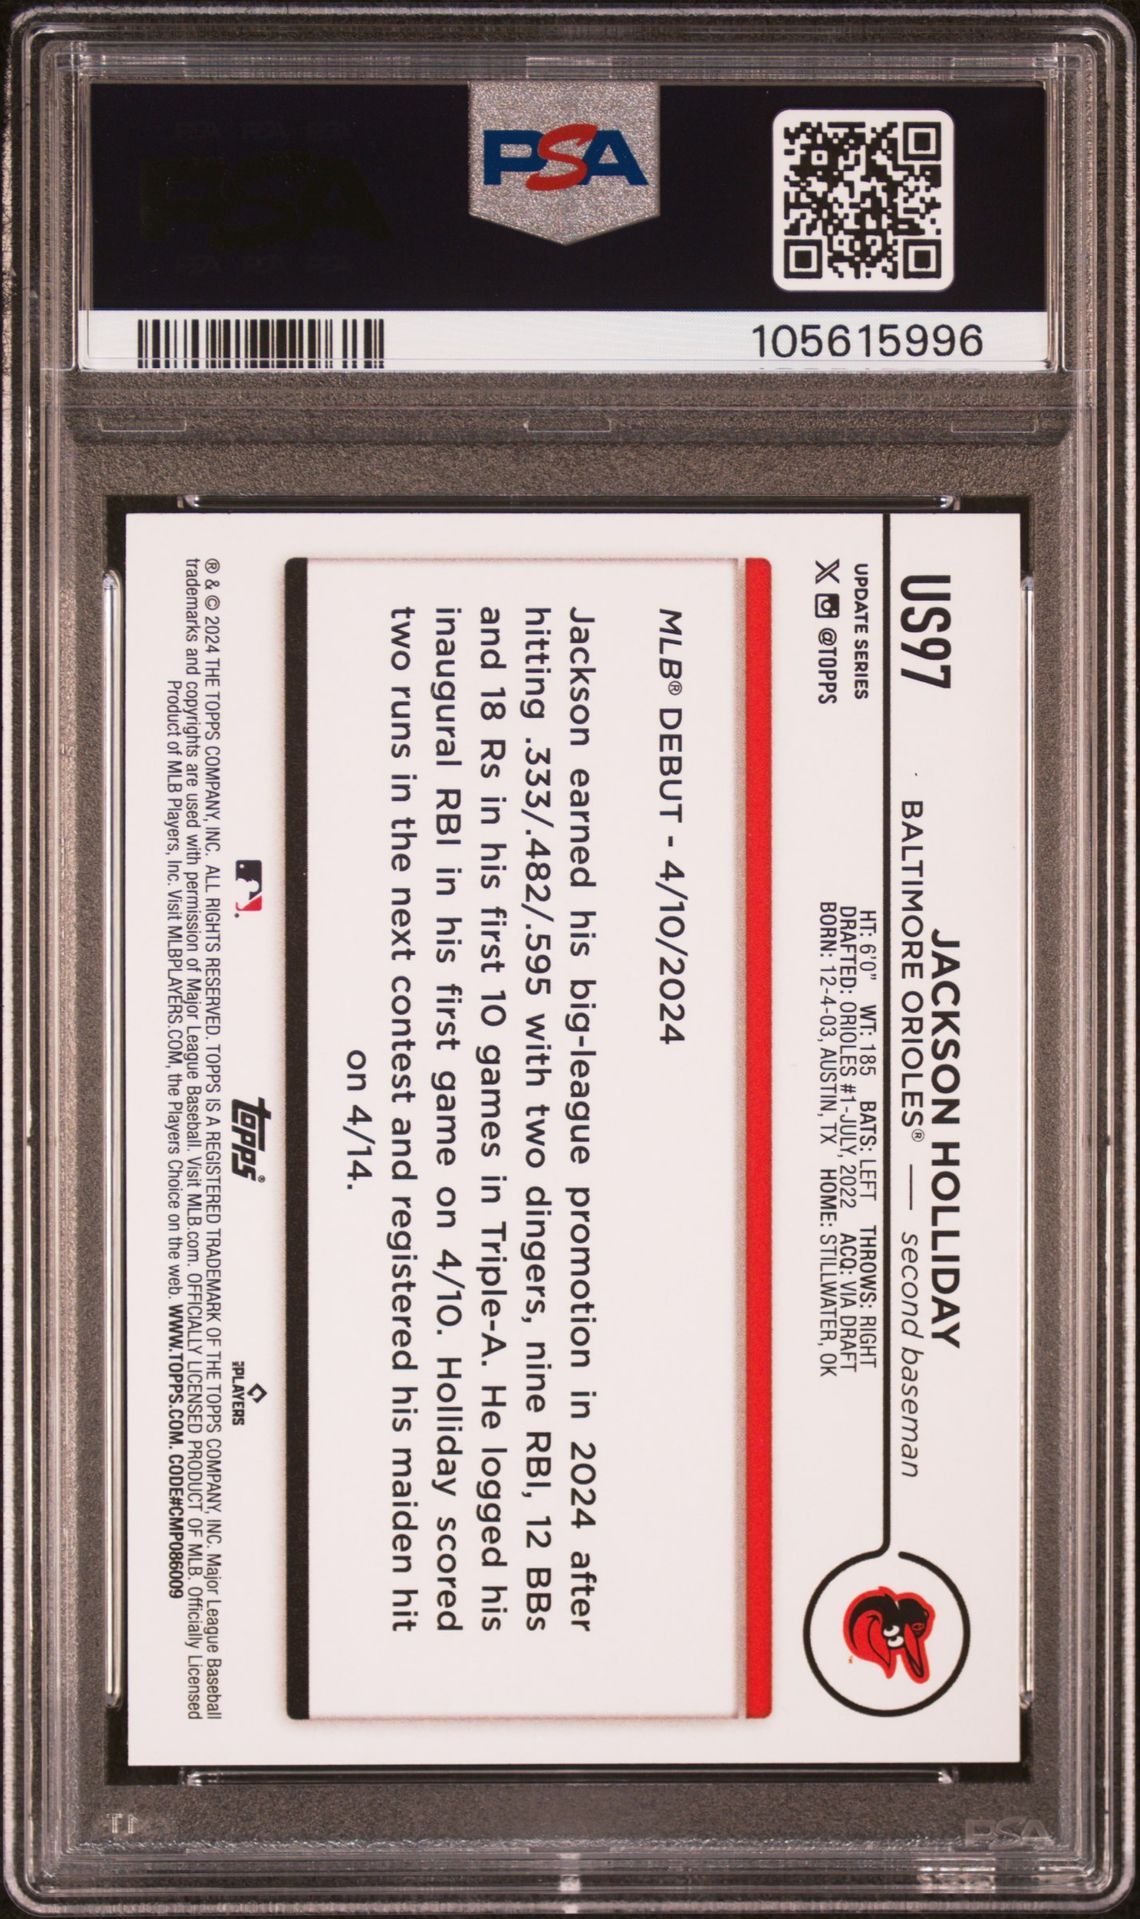 PSA
105615996
US97
JACKSON HOLLIDAY
BALTIMORE ORIOLES® — second baseman
UPDATE SERIES
X @TOPPS
HT: 6'0" WT: 185 BATS: LEFT THROWS: RIGHT
DRAFTED: ORIOLES #1-JULY, 2022 ACQ: VIA DRAFT
BORN: 12-4-03, AUSTIN, TX HOME: STILLWATER, OK
MLB® DEBUT - 4/10/2024
Jackson earned his big-league promotion in 2024 after
hitting .333/.482/.595 with two dingers, nine RBI, 12 BBs
and 18 Rs in his first 10 games in Triple-A. He logged his
inaugural RBI in his first game on 4/10. Holliday scored
two runs in the next contest and registered his maiden hit
on 4/14.
topps®
PLAYERS
® & © 2024 THE TOPPS COMPANY, INC. ALL RIGHTS RESERVED. TOPPS IS A REGISTERED TRADEMARK OF THE TOPPS COMPANY, INC. Major League Baseball
trademarks and copyrights are used with permission of Major League Baseball. Visit MLB.com. OFFICIALLY LICENSED PRODUCT OF MLB. Officially Licensed
Product of MLB Players, Inc. Visit MLBPLAYERS.COM, the Players Choice on the web. WWW.TOPPS.COM. CODE#CMP086009
PSA